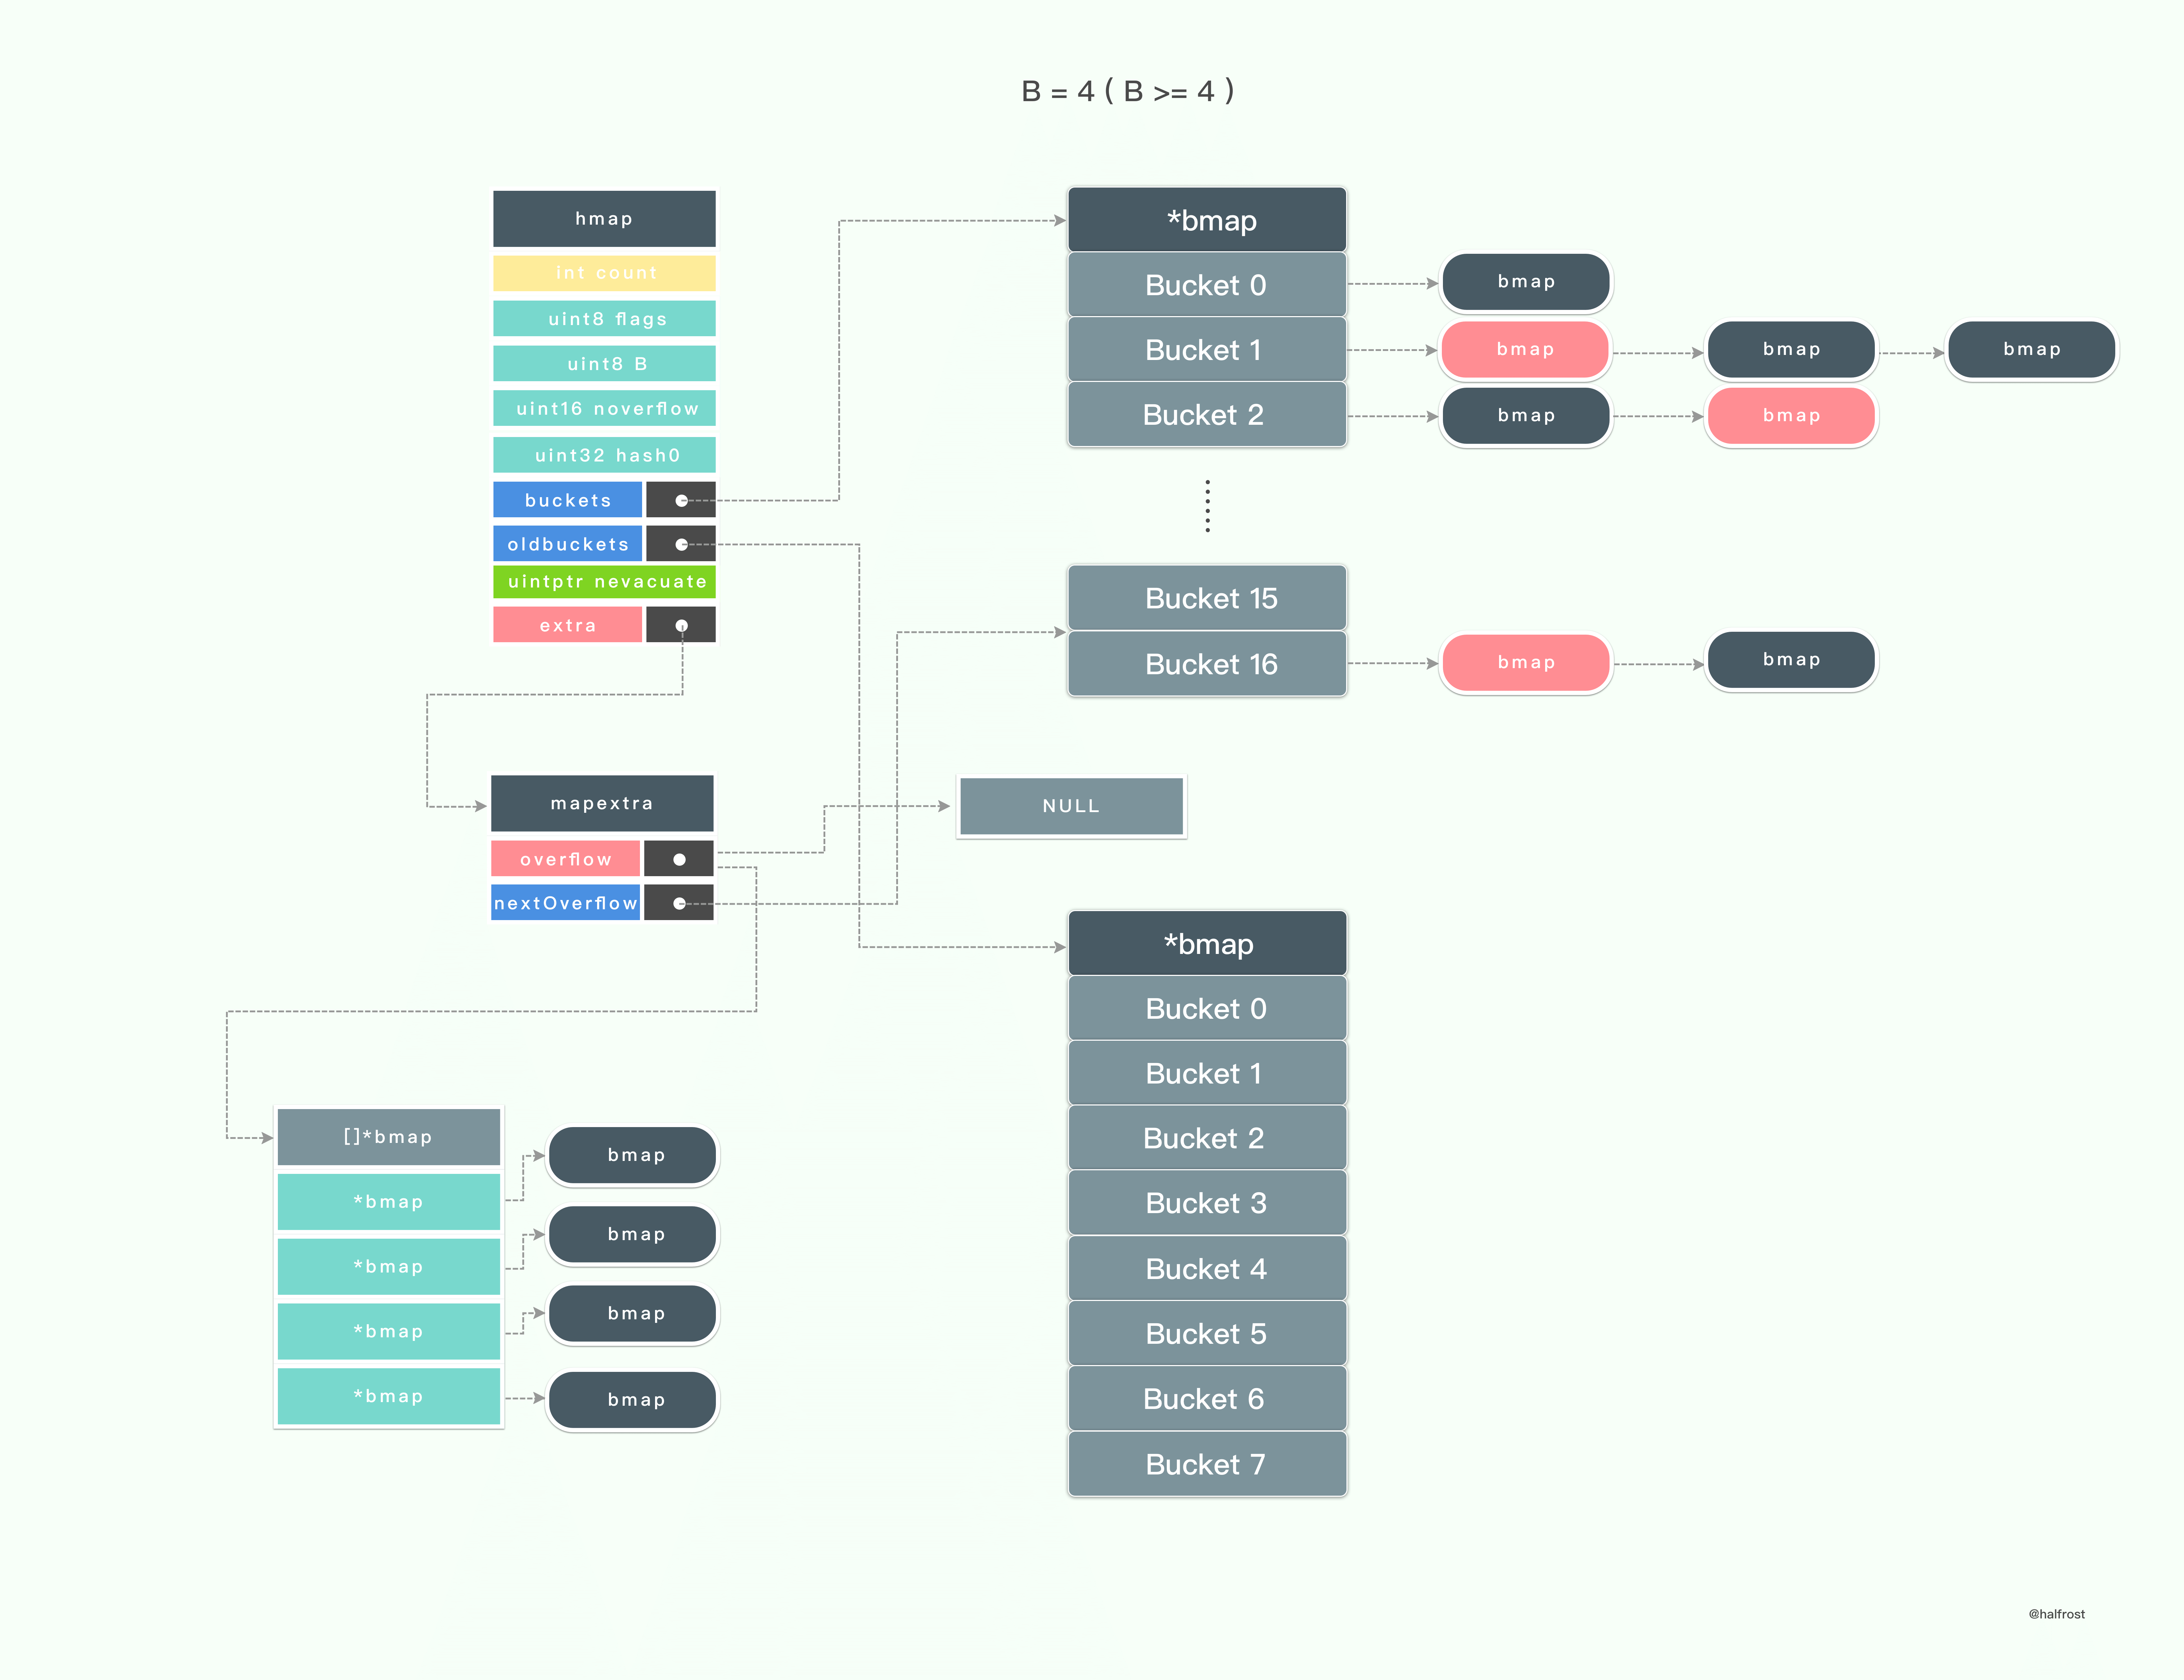 B = 4 ( B >= 4 )
hmap
int count
uint8 flags
uint8 B
uint16 noverflow
uint32 hash0
buckets
oldbuckets
uintptr nevacuate
extra
*bmap
Bucket 0
bmap
Bucket 1
bmap
bmap
bmap
Bucket 2
bmap
bmap
Bucket 15
Bucket 16
bmap
bmap
mapextra
overflow
nextOverflow
NULL
*bmap
Bucket 0
Bucket 1
Bucket 2
Bucket 3
Bucket 4
Bucket 5
Bucket 6
Bucket 7
[]*bmap
*bmap
*bmap
*bmap
*bmap
bmap
bmap
bmap
bmap
@halfrost